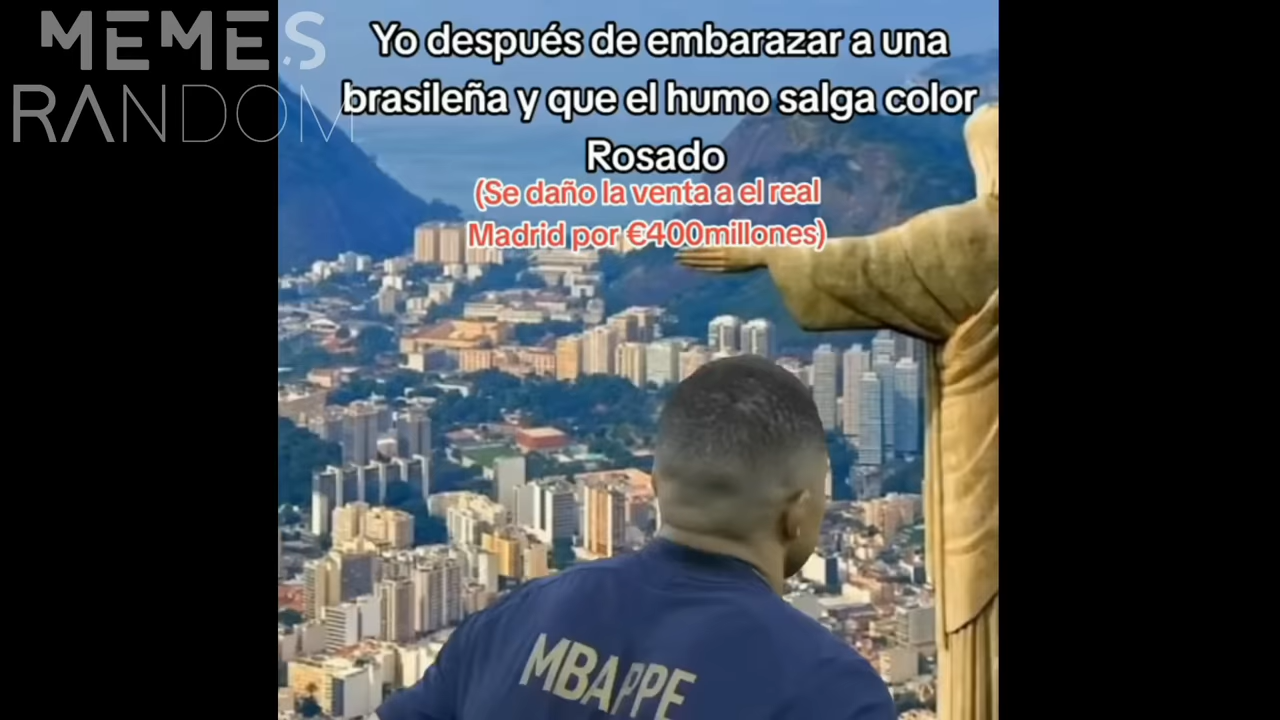 MEMES
RANDOM
Yo después de embarazar a una
brasileña y que el humo salga color
Rosado
(Se daño la venta a el real
Madrid por €400millones)
MBAPPE